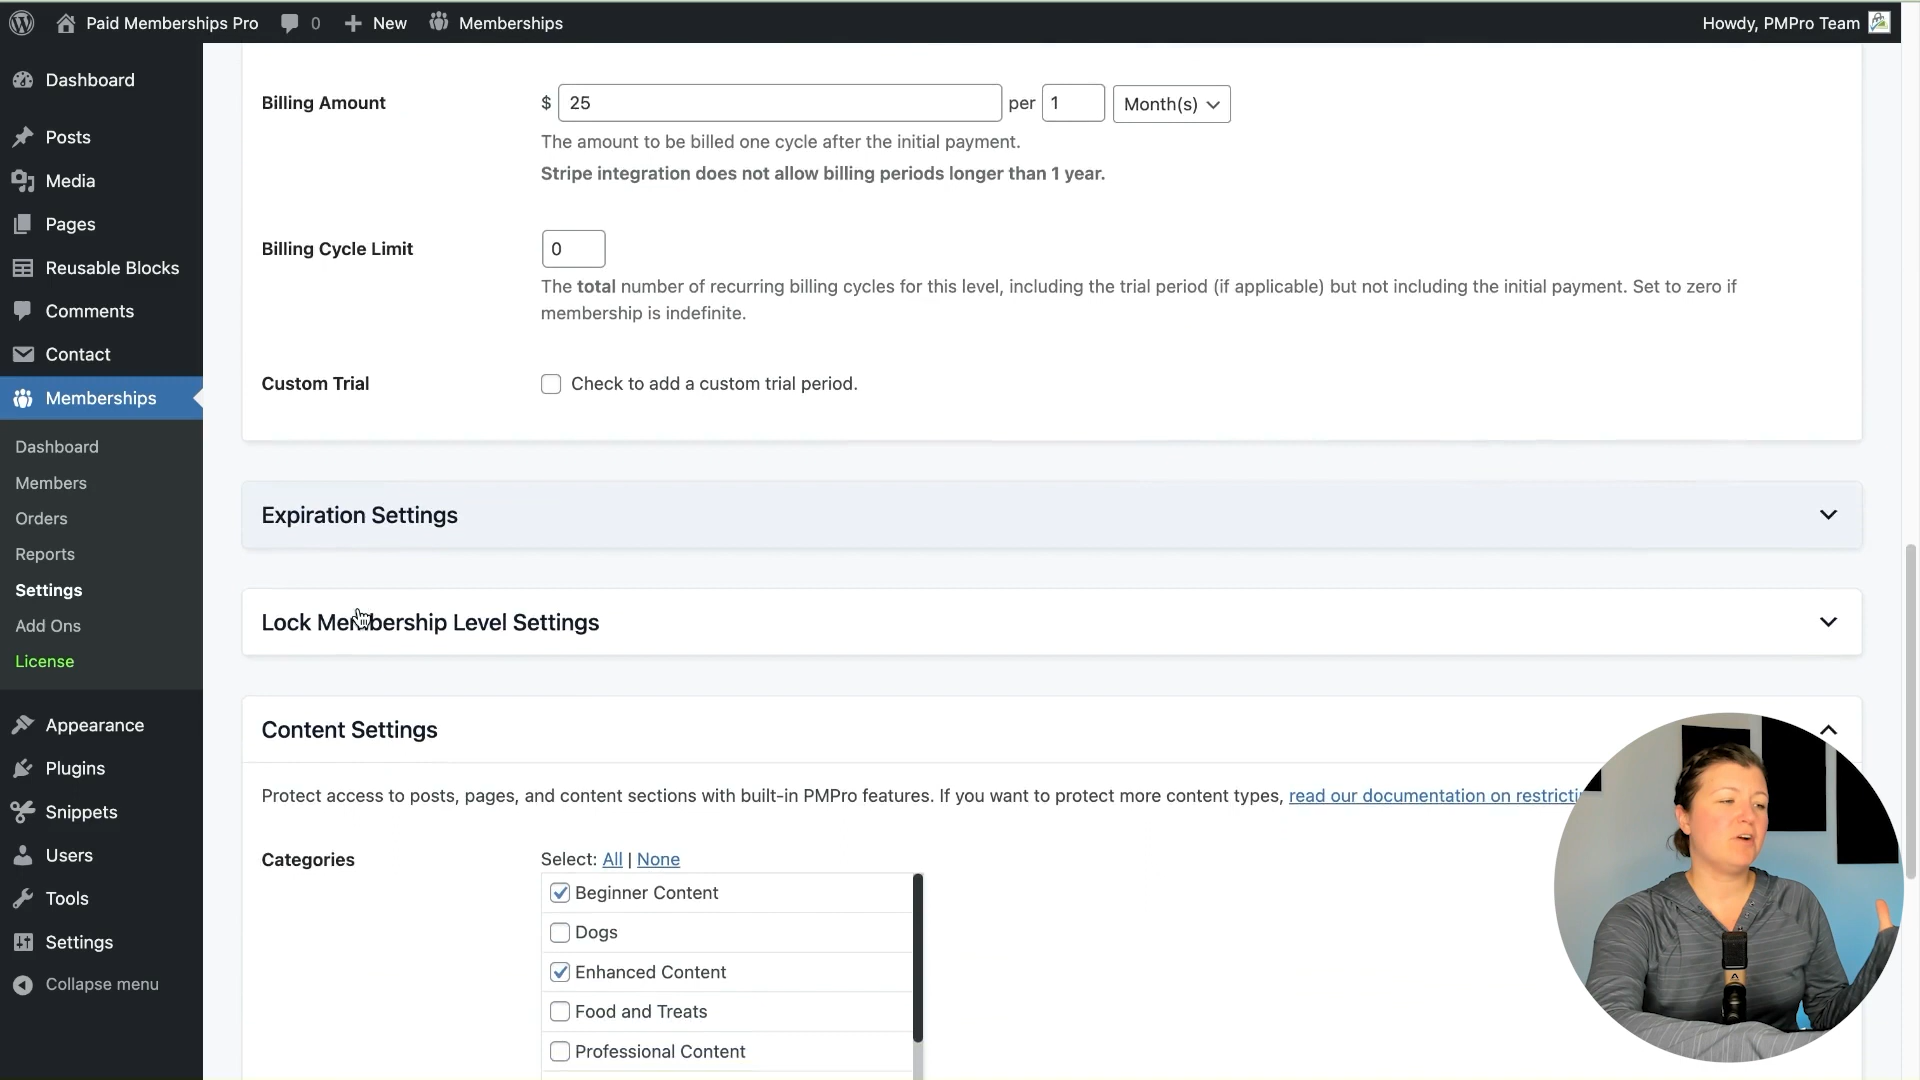 Paid Memberships Pro
0
New
Memberships
Howdy, PMPro Team
Dashboard
Posts
Media
Pages
Reusable Blocks
Comments
Contact
Memberships
Dashboard
Members
Orders
Reports
Settings
Add Ons
License
Appearance
Plugins
Snippets
Users
Tools
Settings
Collapse menu
Billing Amount
$ 25 per 1 Month(s)
The amount to be billed one cycle after the initial payment.
Stripe integration does not allow billing periods longer than 1 year.
Billing Cycle Limit
0
The total number of recurring billing cycles for this level, including the trial period (if applicable) but not including the initial payment. Set to zero if
membership is indefinite.
Custom Trial
Check to add a custom trial period.
Expiration Settings
Lock Membership Level Settings
Content Settings
Protect access to posts, pages, and content sections with built-in PMPro features. If you want to protect more content types, read our documentation on
Categories
Select: All | None
Beginner Content
Dogs
Enhanced Content
Food and Treats
Professional Content